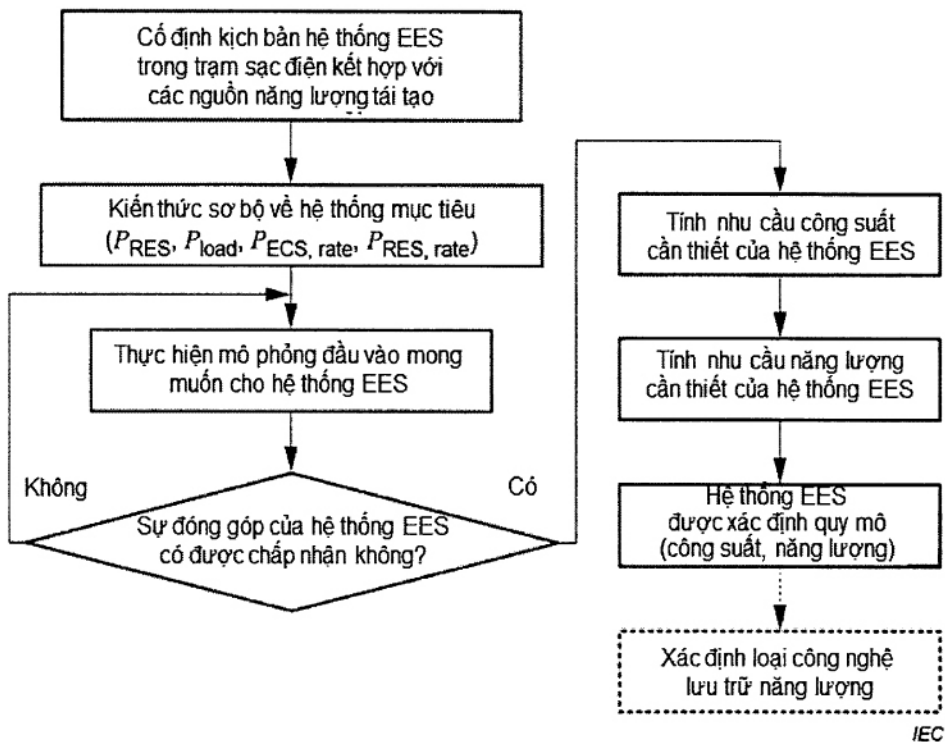 Cố định kịch bản hệ thống EES
trong trạm sạc điện kết hợp với
các nguồn năng lượng tái tạo
Kiến thức sơ bộ về hệ thống mục tiêu
(P_RES, P_load, P_ECS, rate, P_RES, rate)
Thực hiện mô phỏng đầu vào mong
muốn cho hệ thống EES
Không
Có
Sự đóng góp của hệ thống EES
có được chấp nhận không?
Tính nhu cầu công suất
cần thiết của hệ thống EES
Tính nhu cầu năng lượng
cần thiết của hệ thống EES
Hệ thống EES
được xác định quy mô
(công suất, năng lượng)
Xác định loại công nghệ
lưu trữ năng lượng
IEC